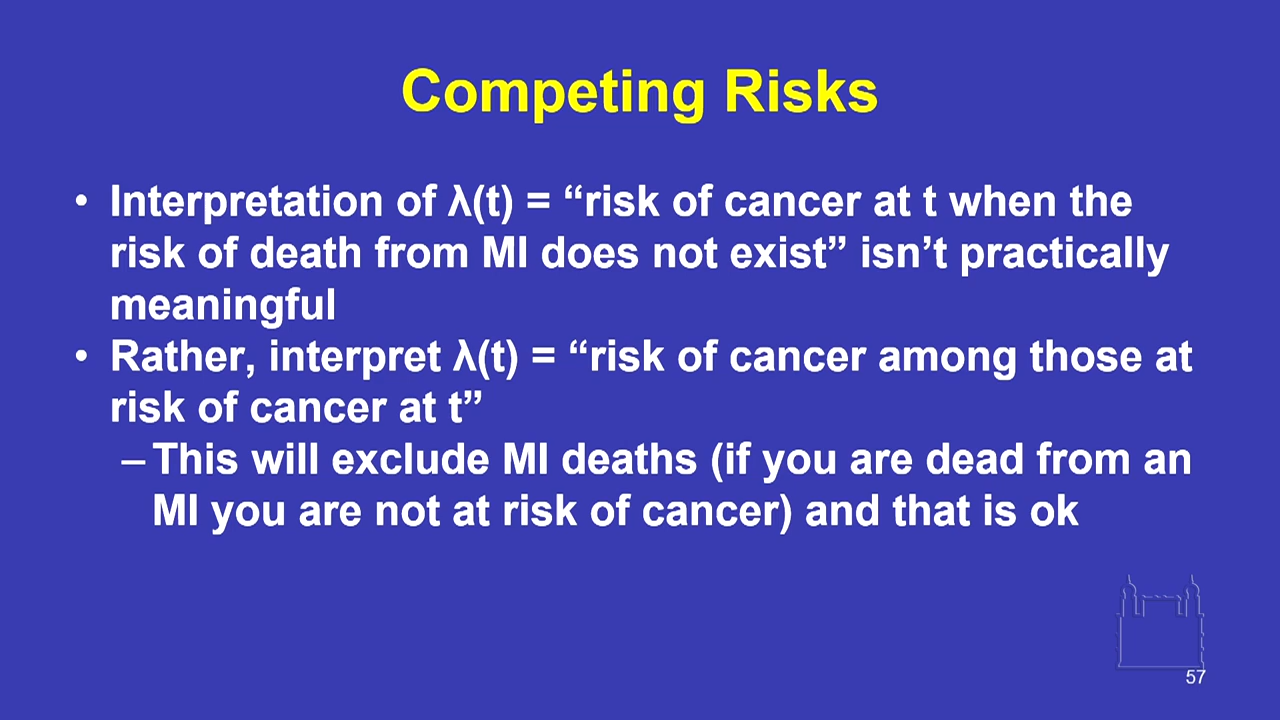 Competing Risks
• Interpretation of λ(t) = “risk of cancer at t when the
risk of death from MI does not exist” isn’t practically
meaningful
• Rather, interpret λ(t) = “risk of cancer among those at
risk of cancer at t”
– This will exclude MI deaths (if you are dead from an
MI you are not at risk of cancer) and that is ok
57